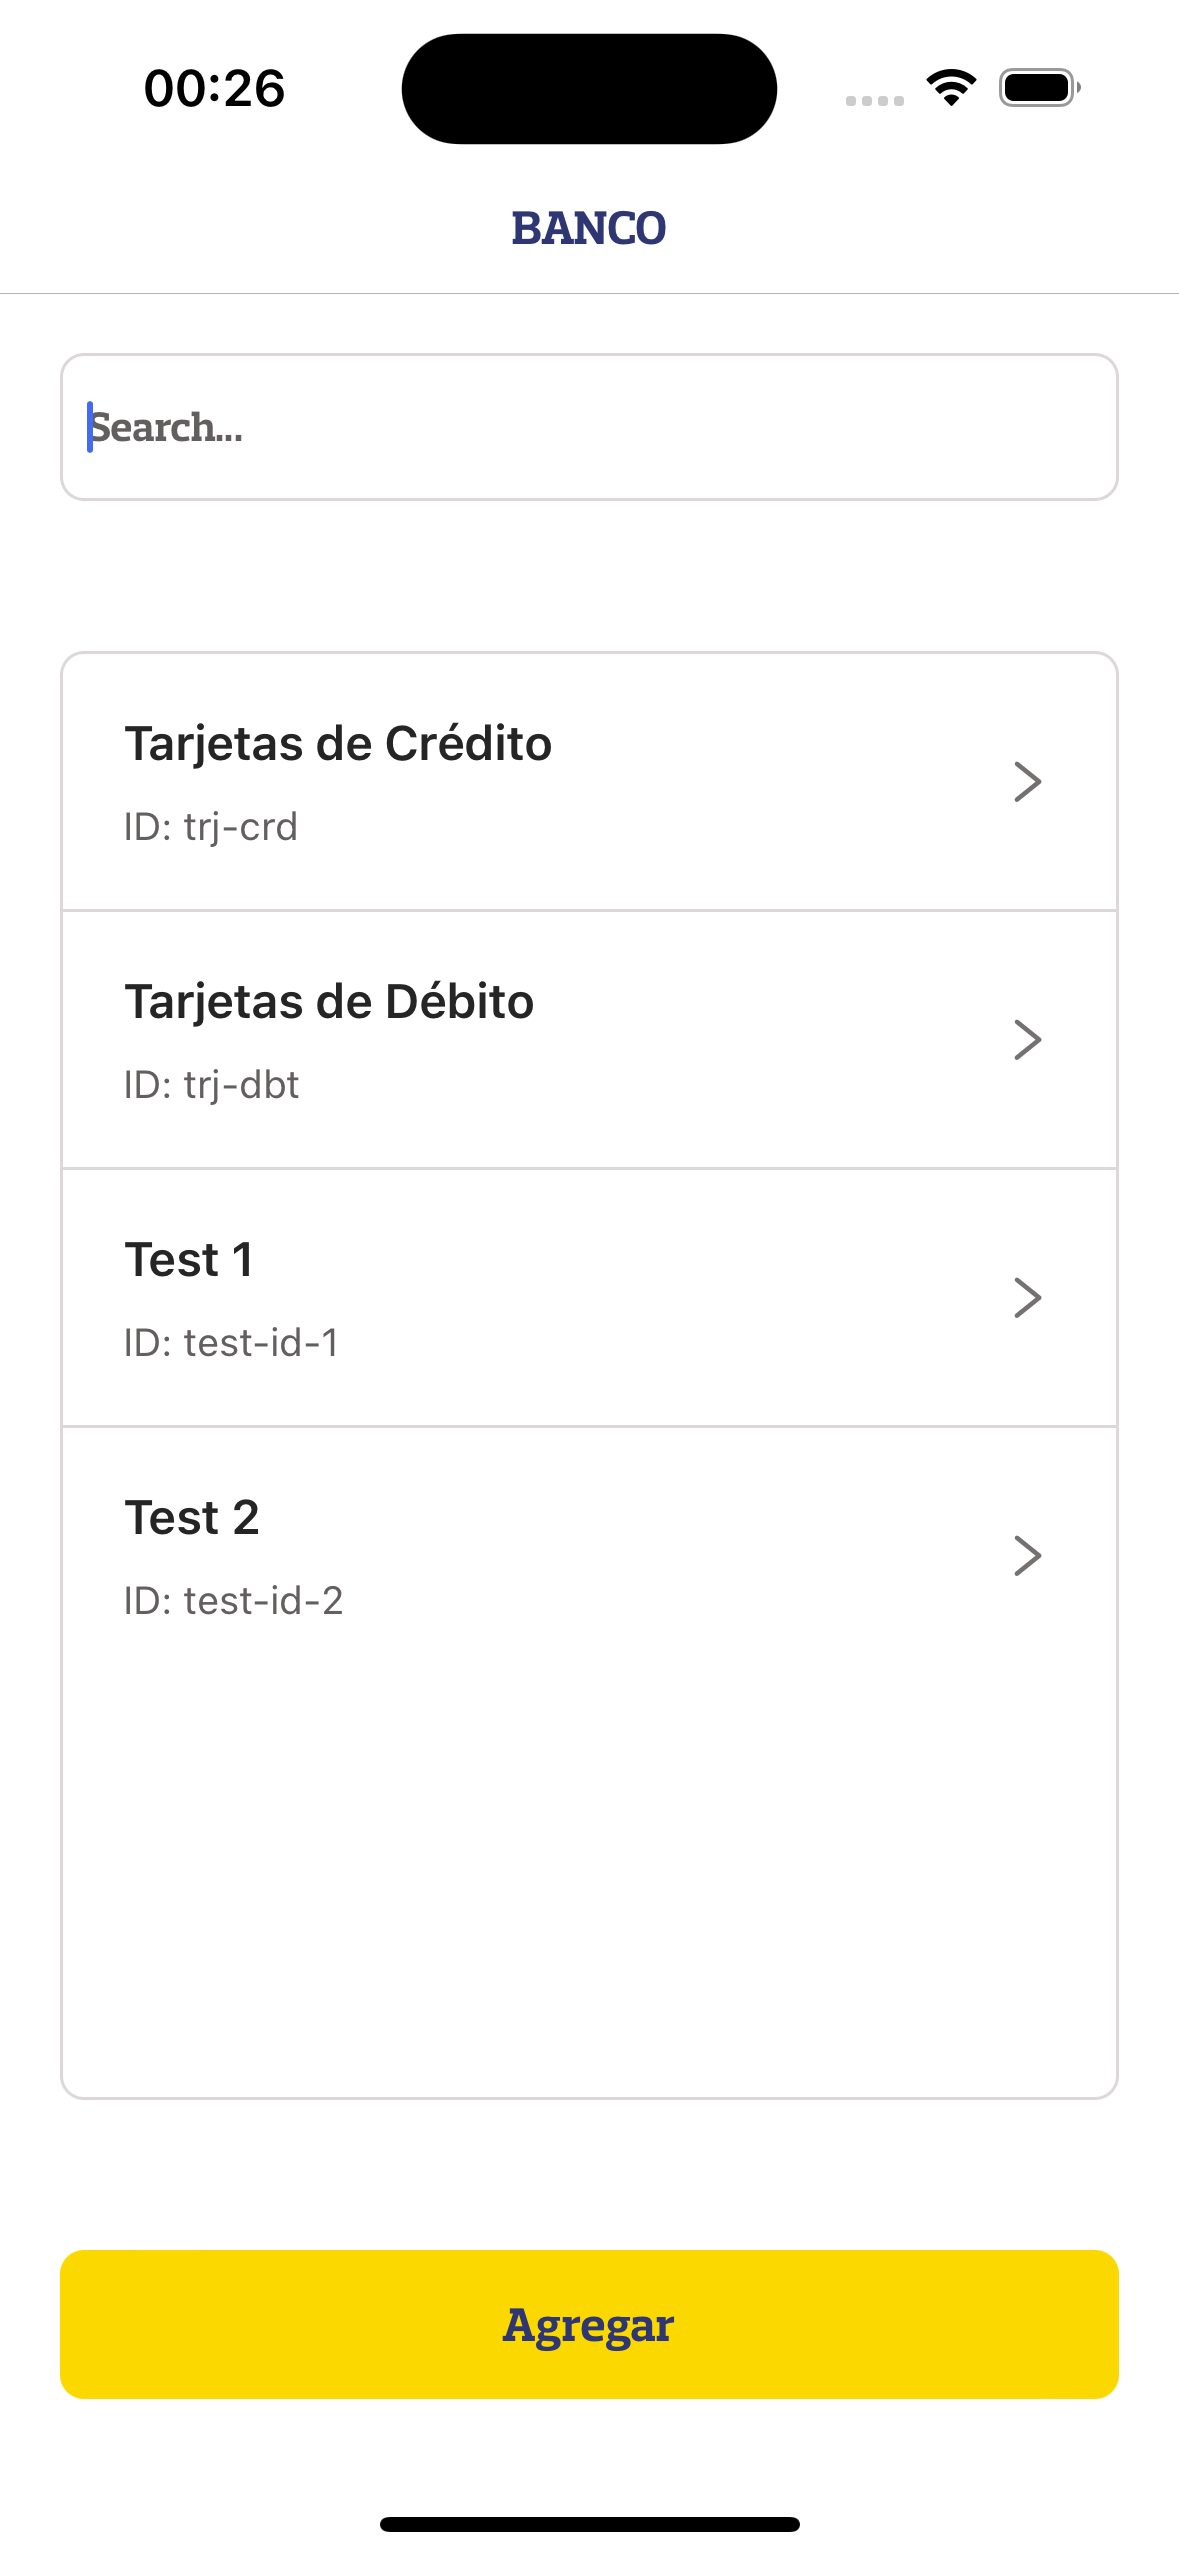 00:26
BANCO
Search...
Tarjetas de Crédito
ID: trj-crd
Tarjetas de Débito
ID: trj-dbt
Test 1
ID: test-id-1
Test 2
ID: test-id-2
Agregar